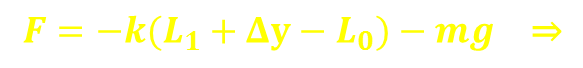 F = −k(L₁ + Δy − L₀) − mg ⇒